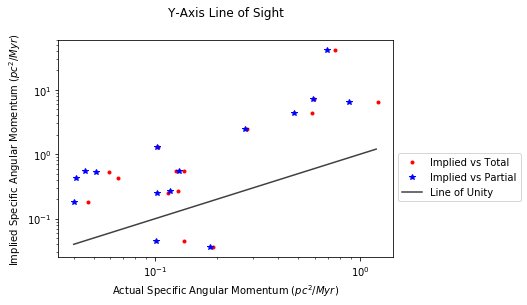 Y-Axis Line of Sight
Implied Specific Angular Momentum (pc²/Myr)
10¹
10⁰
10⁻¹
10⁻¹
10⁰
Actual Specific Angular Momentum (pc²/Myr)
Implied vs Total
Implied vs Partial
Line of Unity